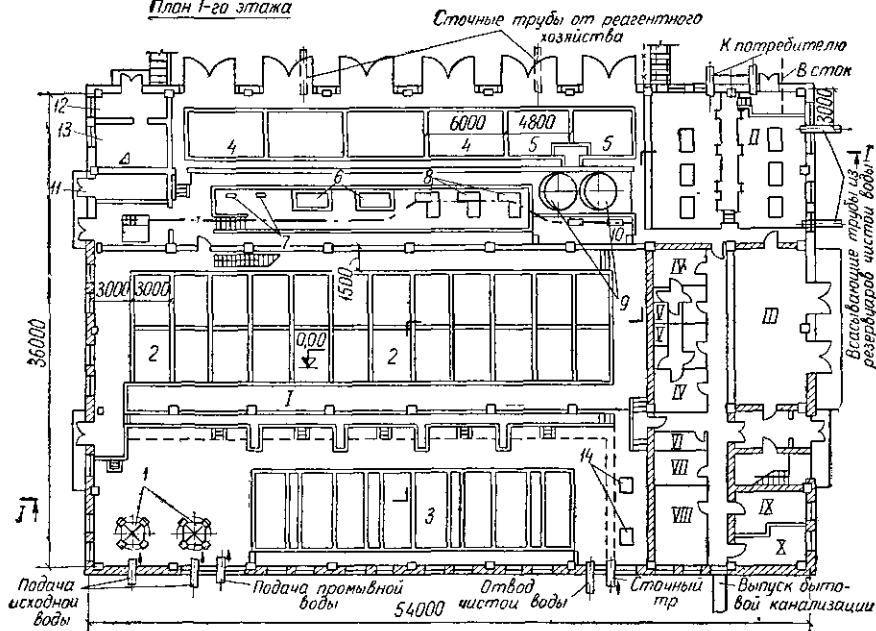 План 1-го этажа
Сточные трубы от реагентного
хозяйства
К потребителю
В сток
3000
12
13
11
4
6000
4
4800
5
5
II
I
6
8
7
10
9
1500
3000 3000
36000
2
0,00
2
I
IV
V
V
IV
VI
VII
VIII
III
IX
X
Всасывающие трубы из
резервуаров чистой воды
1
14
3
I
Подача
исходной
воды
Подача промывной
воды
Отвод
чистой воды
Сточный
тр
Выпуск быто-
вой канализации
54000